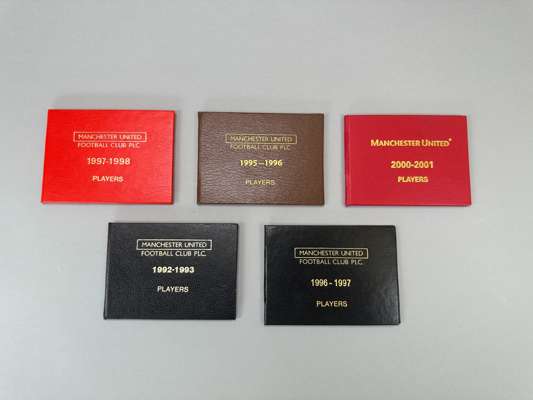 MANCHESTER UNITED
FOOTBALL CLUB PLC.
1997-1998
PLAYERS
MANCHESTER UNITED
FOOTBALL CLUB PLC.
1995-1996
PLAYERS
MANCHESTER UNITED®
2000-2001
PLAYERS
MANCHESTER UNITED
FOOTBALL CLUB PLC.
1992-1993
PLAYERS
MANCHESTER UNITED
FOOTBALL CLUB PLC.
1996-1997
PLAYERS